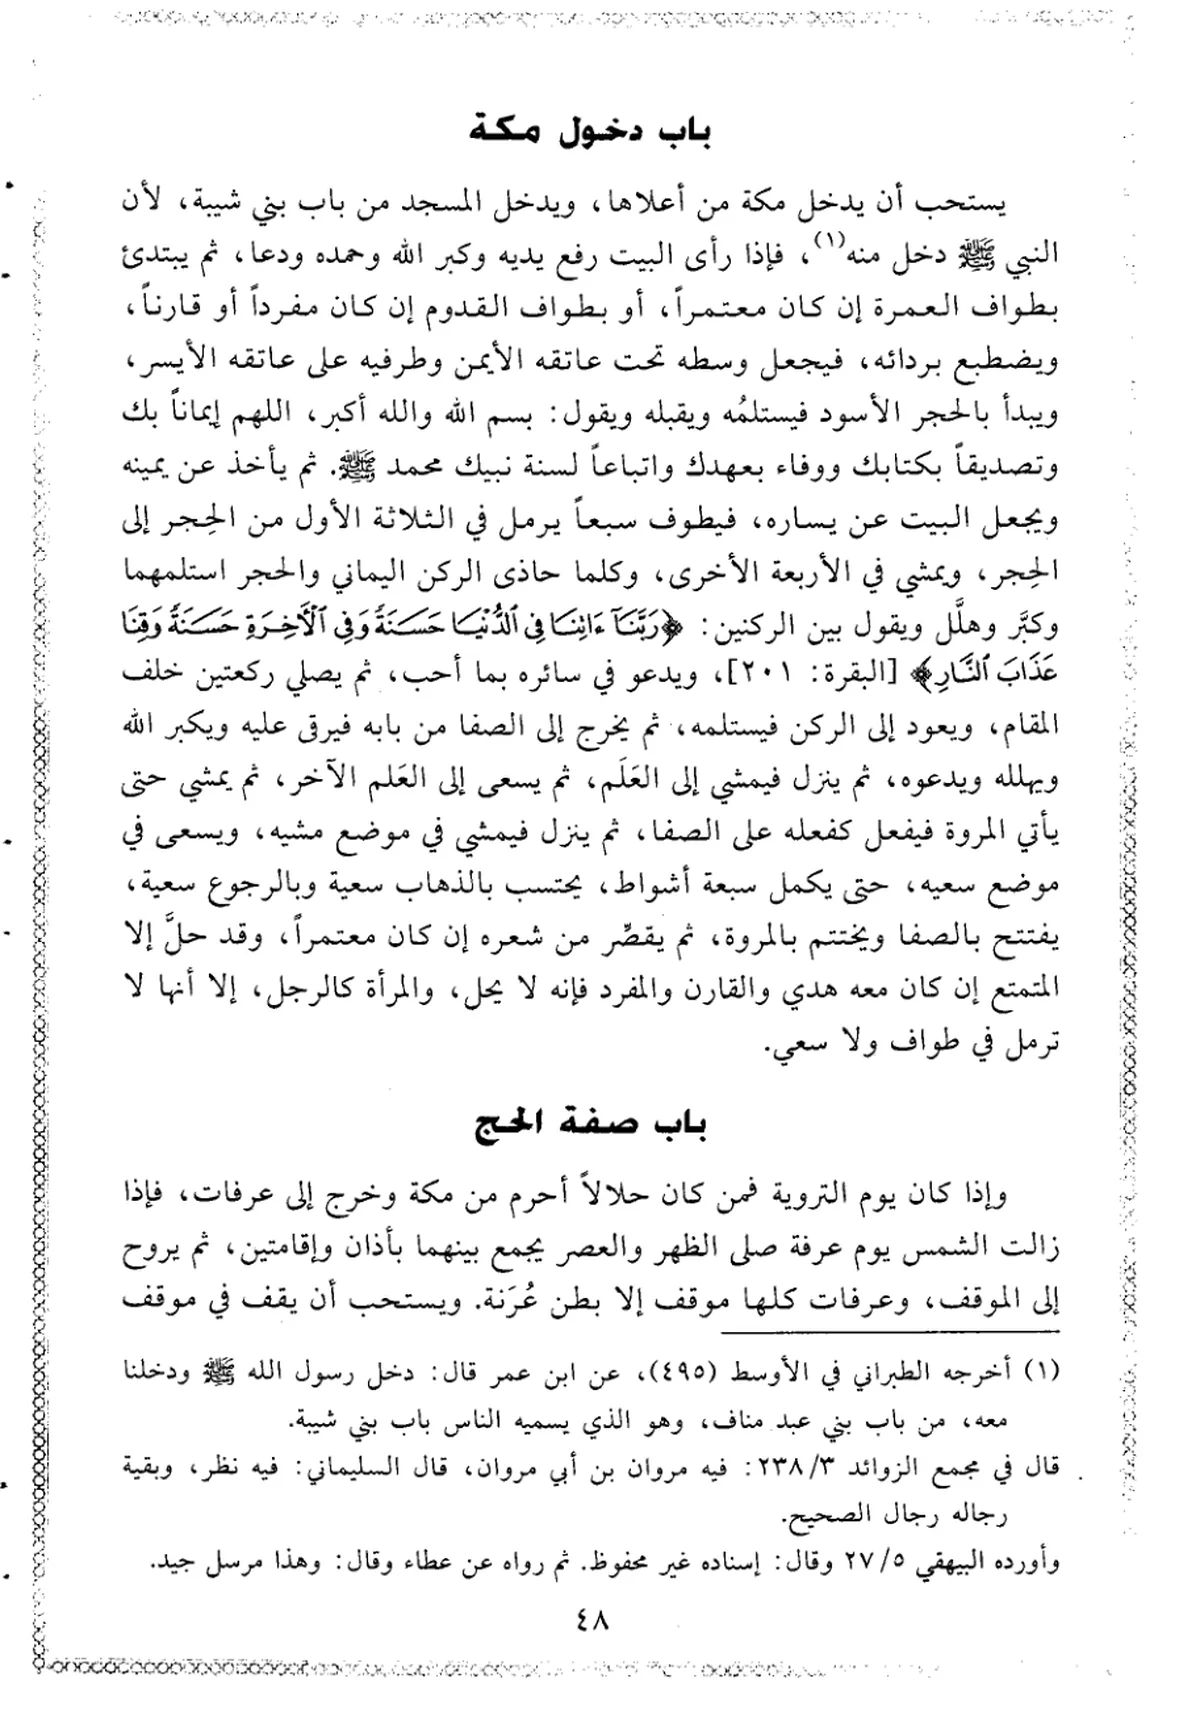 باب دخول مكة
يستحب أن يدخل مكة من أعلاها، ويدخل المسجد من باب بني شيبة، لأن
النبي ﷺ دخل منه(١)، فإذا رأى البيت رفع يديه وكبر الله وحمده ودعا، ثم يبتدئ
بطواف العمرة إن كان معتمراً، أو بطواف القدوم إن كان مفرداً أو قارناً،
ويضطبع بردائه، فيجعل وسطه تحت عاتقه الأيمن وطرفيه على عاتقه الأيسر،
ويبدأ بالحجر الأسود فيستلمُه ويقبله ويقول: بسم الله والله أكبر، اللهم إيماناً بك
وتصديقاً بكتابك ووفاء بعهدك واتباعاً لسنة نبيك محمد ﷺ. ثم يأخذ عن يمينه
ويجعل البيت عن يساره، فيطوف سبعاً يرمل في الثلاثة الأول من الحِجر إلى
الحِجر، ويمشي في الأربعة الأخرى، وكلما حاذى الركن اليماني والحجر استلمهما
وكبَّر وهلَّل ويقول بين الركنين: ﴿رَبَّنَآ ءَاتِنَا فِى ٱلدُّنْيَا حَسَنَةً وَفِى ٱلْأَخِرَةِ حَسَنَةً وَقِنَا
عَذَابَ ٱلنَّارِ﴾ [البقرة: ٢٠١]، ويدعو في سائره بما أحب، ثم يصلي ركعتين خلف
المقام، ويعود إلى الركن فيستلمه، ثم يخرج إلى الصفا من بابه فيرقى عليه ويكبر الله
ويهلله ويدعوه، ثم ينزل فيمشي إلى العَلَم، ثم يسعى إلى العَلم الآخر، ثم يمشي حتى
يأتي المروة فيفعل كفعله على الصفا، ثم ينزل فيمشي في موضع مشيه، ويسعى في
موضع سعيه، حتى يكمل سبعة أشواط، يحتسب بالذهاب سعية وبالرجوع سعية،
يفتتح بالصفا ويختتم بالمروة، ثم يقصِّر من شعره إن كان معتمراً، وقد حلَّ إلا
المتمتع إن كان معه هدي والقارن والمفرد فإنه لا يحل، والمرأة كالرجل، إلا أنها لا
ترمل في طواف ولا سعي.
باب صفة الحج
وإذا كان يوم التروية فمن كان حلالاً أحرم من مكة وخرج إلى عرفات، فإذا
زالت الشمس يوم عرفة صلى الظهر والعصر يجمع بينهما بأذان وإقامتين، ثم يروح
إلى الموقف، وعرفات كلها موقف إلا بطن عُرَنة. ويستحب أن يقف في موقف
(١) أخرجه الطبراني في الأوسط (٤٩٥)، عن ابن عمر قال: دخل رسول الله ﷺ ودخلنا
معه، من باب بني عبد مناف، وهو الذي يسميه الناس باب بني شيبة.
قال في مجمع الزوائد ٢٣٨/٣: فيه مروان بن أبي مروان، قال السليماني: فيه نظر، وبقية
رجاله رجال الصحيح.
وأورده البيهقي ٢٧/٥ وقال: إسناده غير محفوظ. ثم رواه عن عطاء وقال: وهذا مرسل جيد.
٤٨